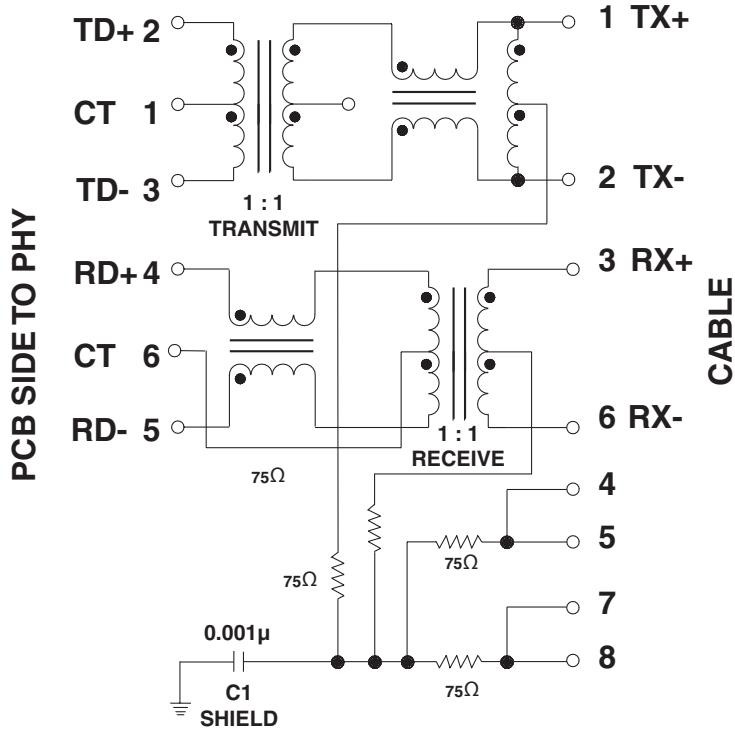 TD+ 2
1 TX+
CT 1
TD- 3
2 TX-
1 : 1
TRANSMIT
PCB SIDE TO PHY
CABLE
RD+ 4
3 RX+
CT 6
RD- 5
6 RX-
1 : 1
RECEIVE
75Ω
4
5
75Ω
75Ω
7
0.001µ
8
C1
SHIELD
75Ω